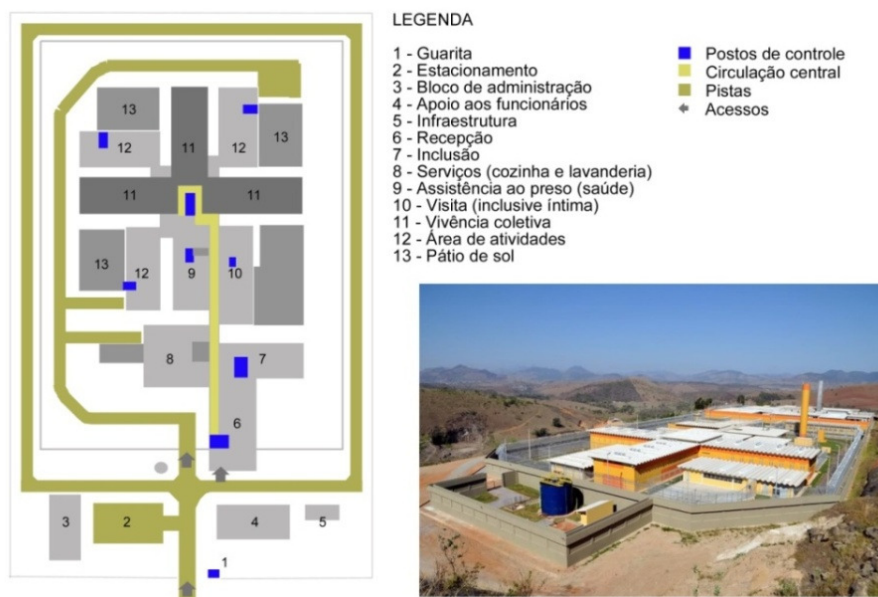 LEGENDA
1 - Guarita
2 - Estacionamento
3 - Bloco de administração
4 - Apoio aos funcionários
5 - Infraestrutura
6 - Recepção
7 - Inclusão
8 - Serviços (cozinha e lavanderia)
9 - Assistência ao preso (saúde)
10 - Visita (inclusive íntima)
11 - Vivência coletiva
12 - Área de atividades
13 - Pátio de sol
Postos de controle
Circulação central
Pistas
Acessos
13
11
12
13
12
11
11
13
12
9
10
8
7
6
3
2
4
5
1